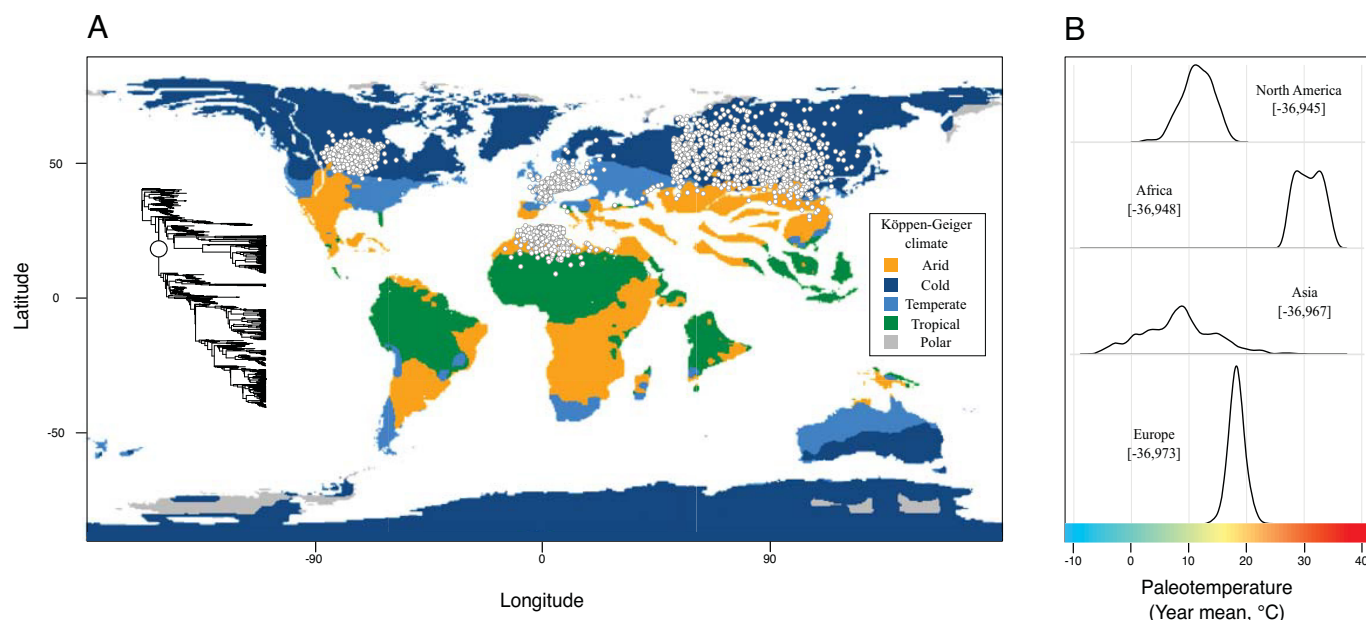 A
B
50
0
-50
Latitude
-90
0
90
Longitude
Köppen-Geiger
climate
Arid
Cold
Temperate
Tropical
Polar
North America
[-36,945]
Africa
[-36,948]
Asia
[-36,967]
Europe
[-36,973]
-10
0
10
20
30
40
Paleotemperature
(Year mean, °C)